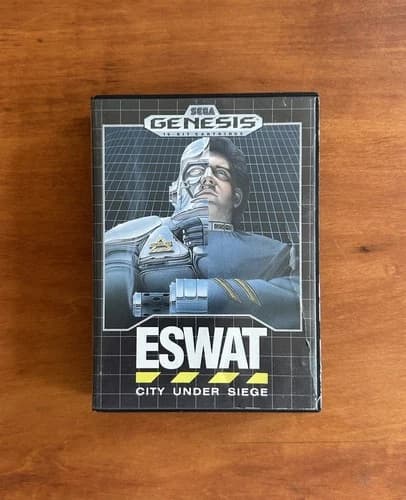 SEGA
GENESIS
16-BIT CARTRIDGE
ESWAT
CITY UNDER SIEGE